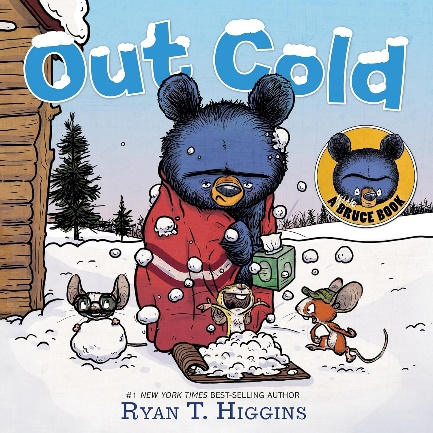 Out Cold
A BRUCE BOOK
#1 NEW YORK TIMES BEST-SELLING AUTHOR
RYAN T. HIGGINS